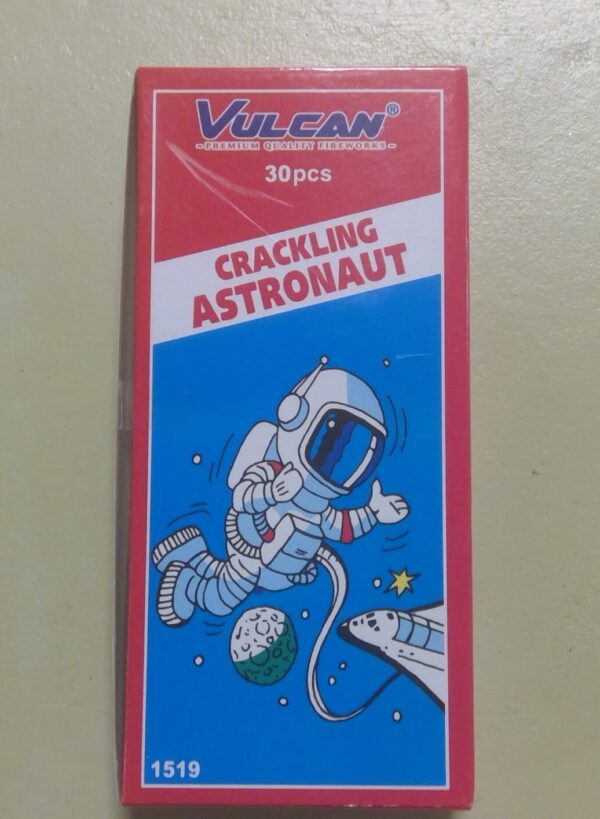 VULCAN®
-PREMIUM QUALITY FIREWORKS-
30pcs
CRACKLING
ASTRONAUT
1519